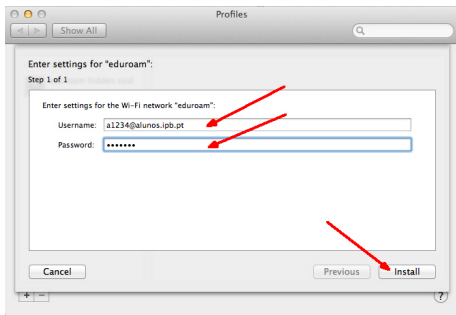 Profiles
Show All
Enter settings for "eduroam":
Step 1 of 1
Enter settings for the Wi-Fi network "eduroam":
Username: a1234@alunos.ipb.pt
Password: •••••••
Cancel Previous Install
+ − ?